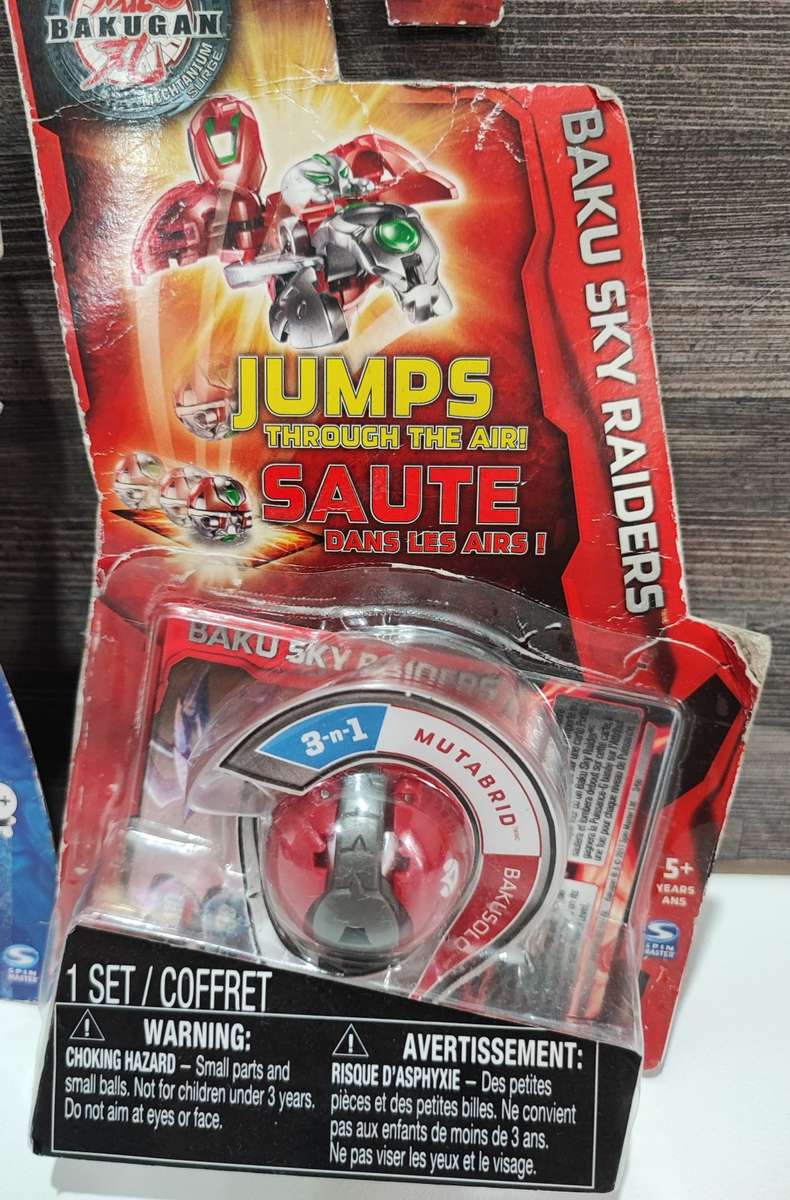 BAKUGAN
MECHTANIUM
SURGE
BAKU SKY RAIDERS
JUMPS
THROUGH THE AIR!
SAUTE
DANS LES AIRS !
BAKU SKY RAIDERS
3-n-1
MUTABRID
BAKUSOLO
5+
YEARS
ANS
SPIN
MASTER
SPIN
MASTER
1 SET / COFFRET
WARNING:
CHOKING HAZARD – Small parts and
small balls. Not for children under 3 years.
Do not aim at eyes or face.
AVERTISSEMENT:
RISQUE D'ASPHYXIE – Des petites
pièces et des petites billes. Ne convient
pas aux enfants de moins de 3 ans.
Ne pas viser les yeux et le visage.